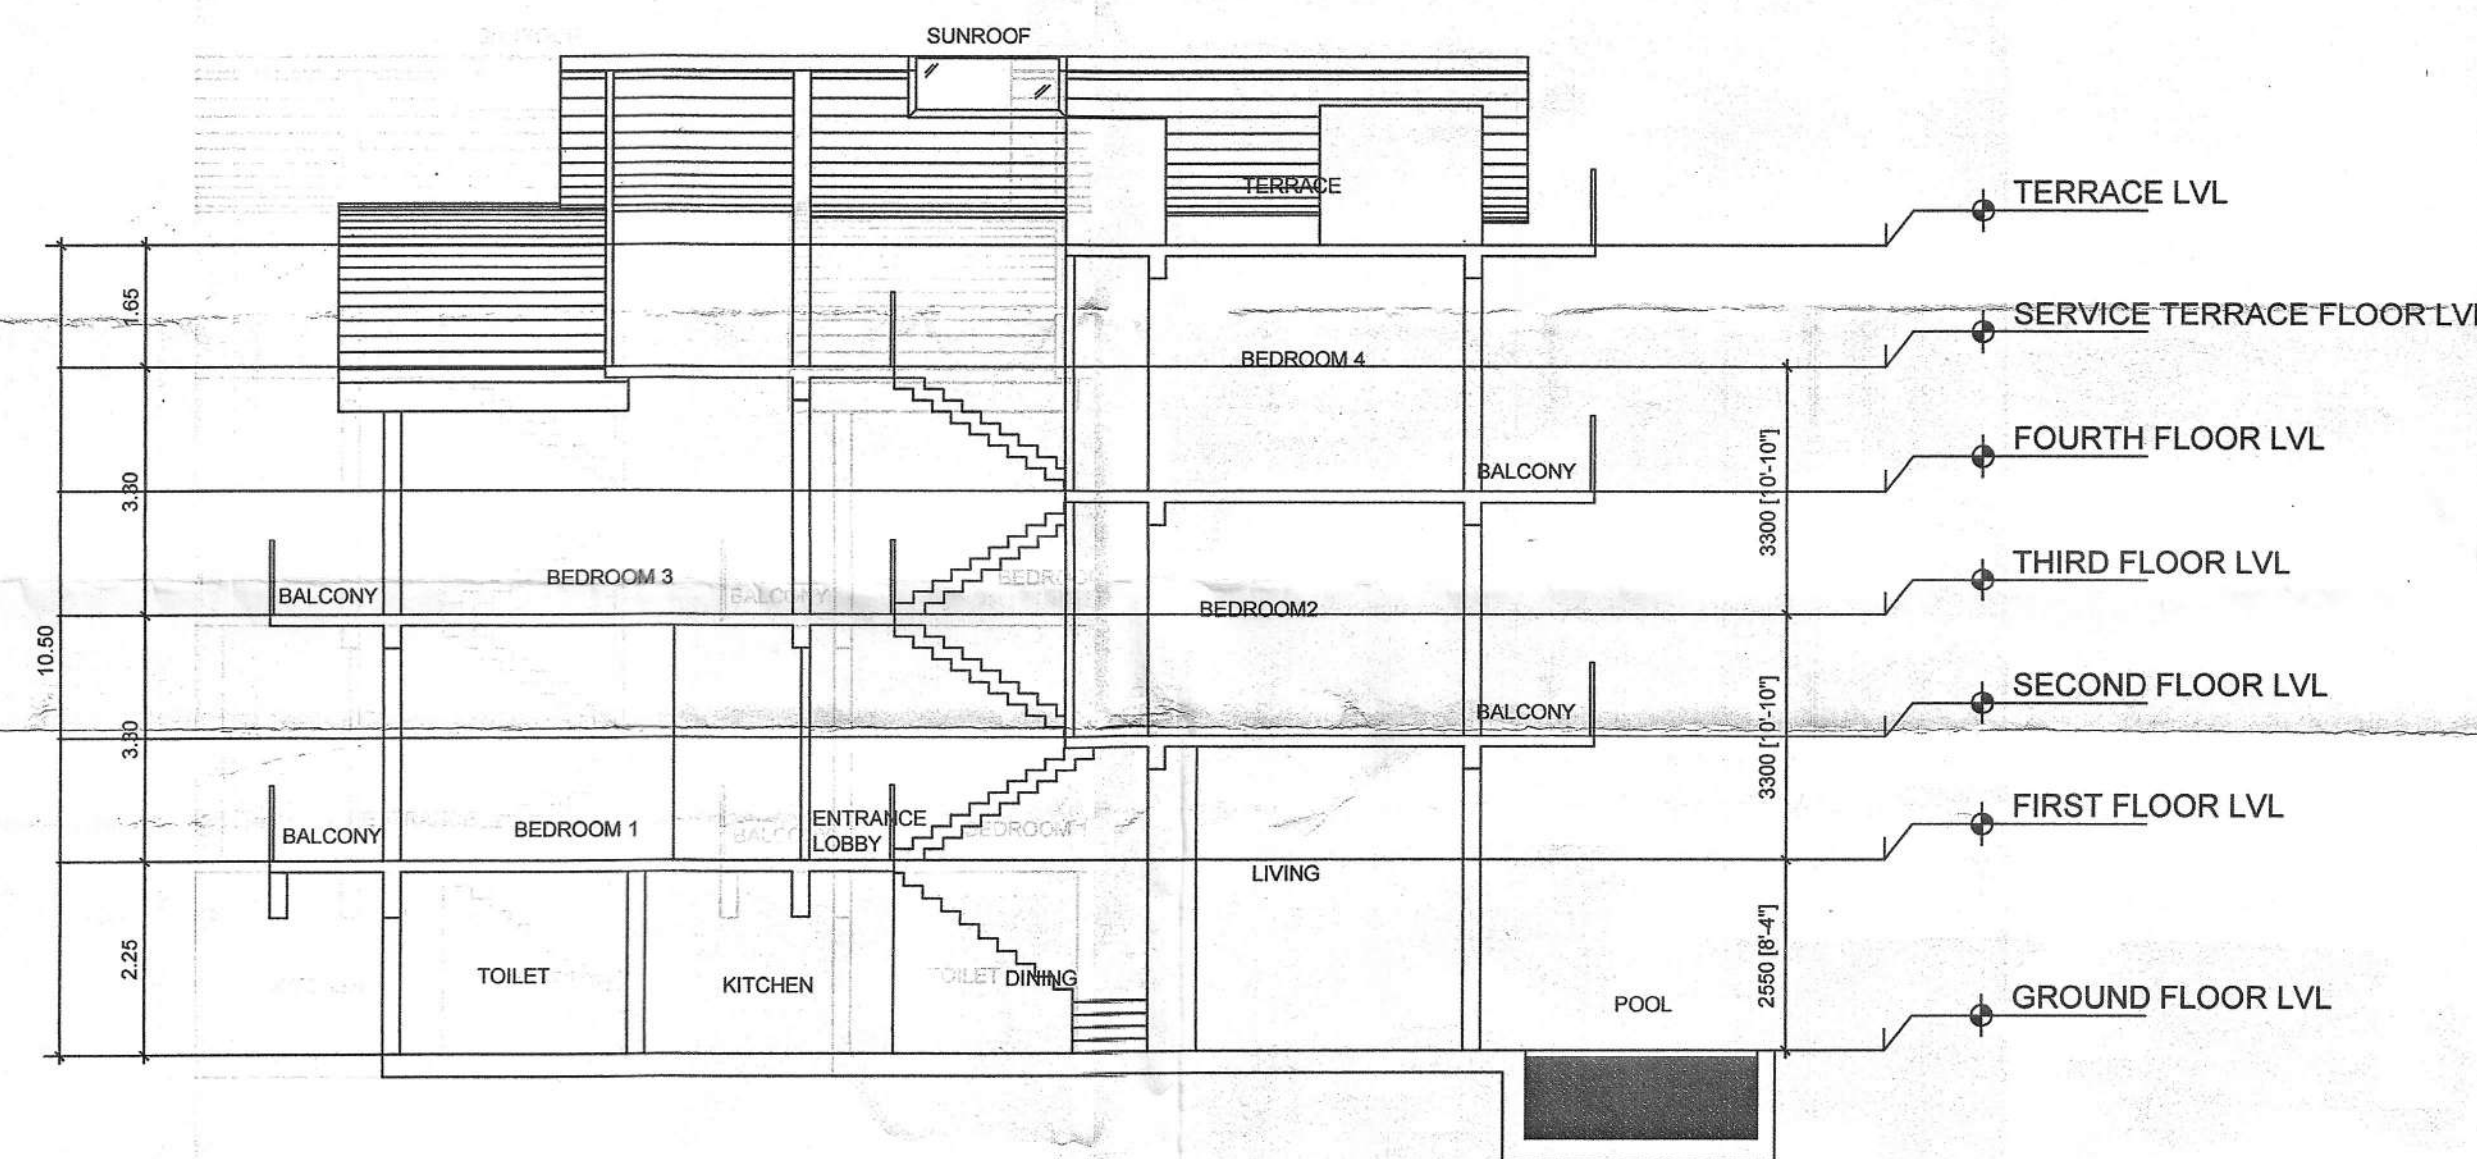 SUNROOF
TERRACE
TERRACE LVL
SERVICE TERRACE FLOOR LVL
1.65
BEDROOM 4
FOURTH FLOOR LVL
3300 [10'-10"]
BALCONY
3.30
THIRD FLOOR LVL
BEDROOM 3
BALCONY
BALCONY
BEDROOM2
10.50
SECOND FLOOR LVL
3300 [10'-10"]
BALCONY
3.30
FIRST FLOOR LVL
BALCONY
BEDROOM 1
ENTRANCE
LOBBY
LIVING
2550 [8'-4"]
2.25
TOILET
KITCHEN
DINING
POOL
GROUND FLOOR LVL